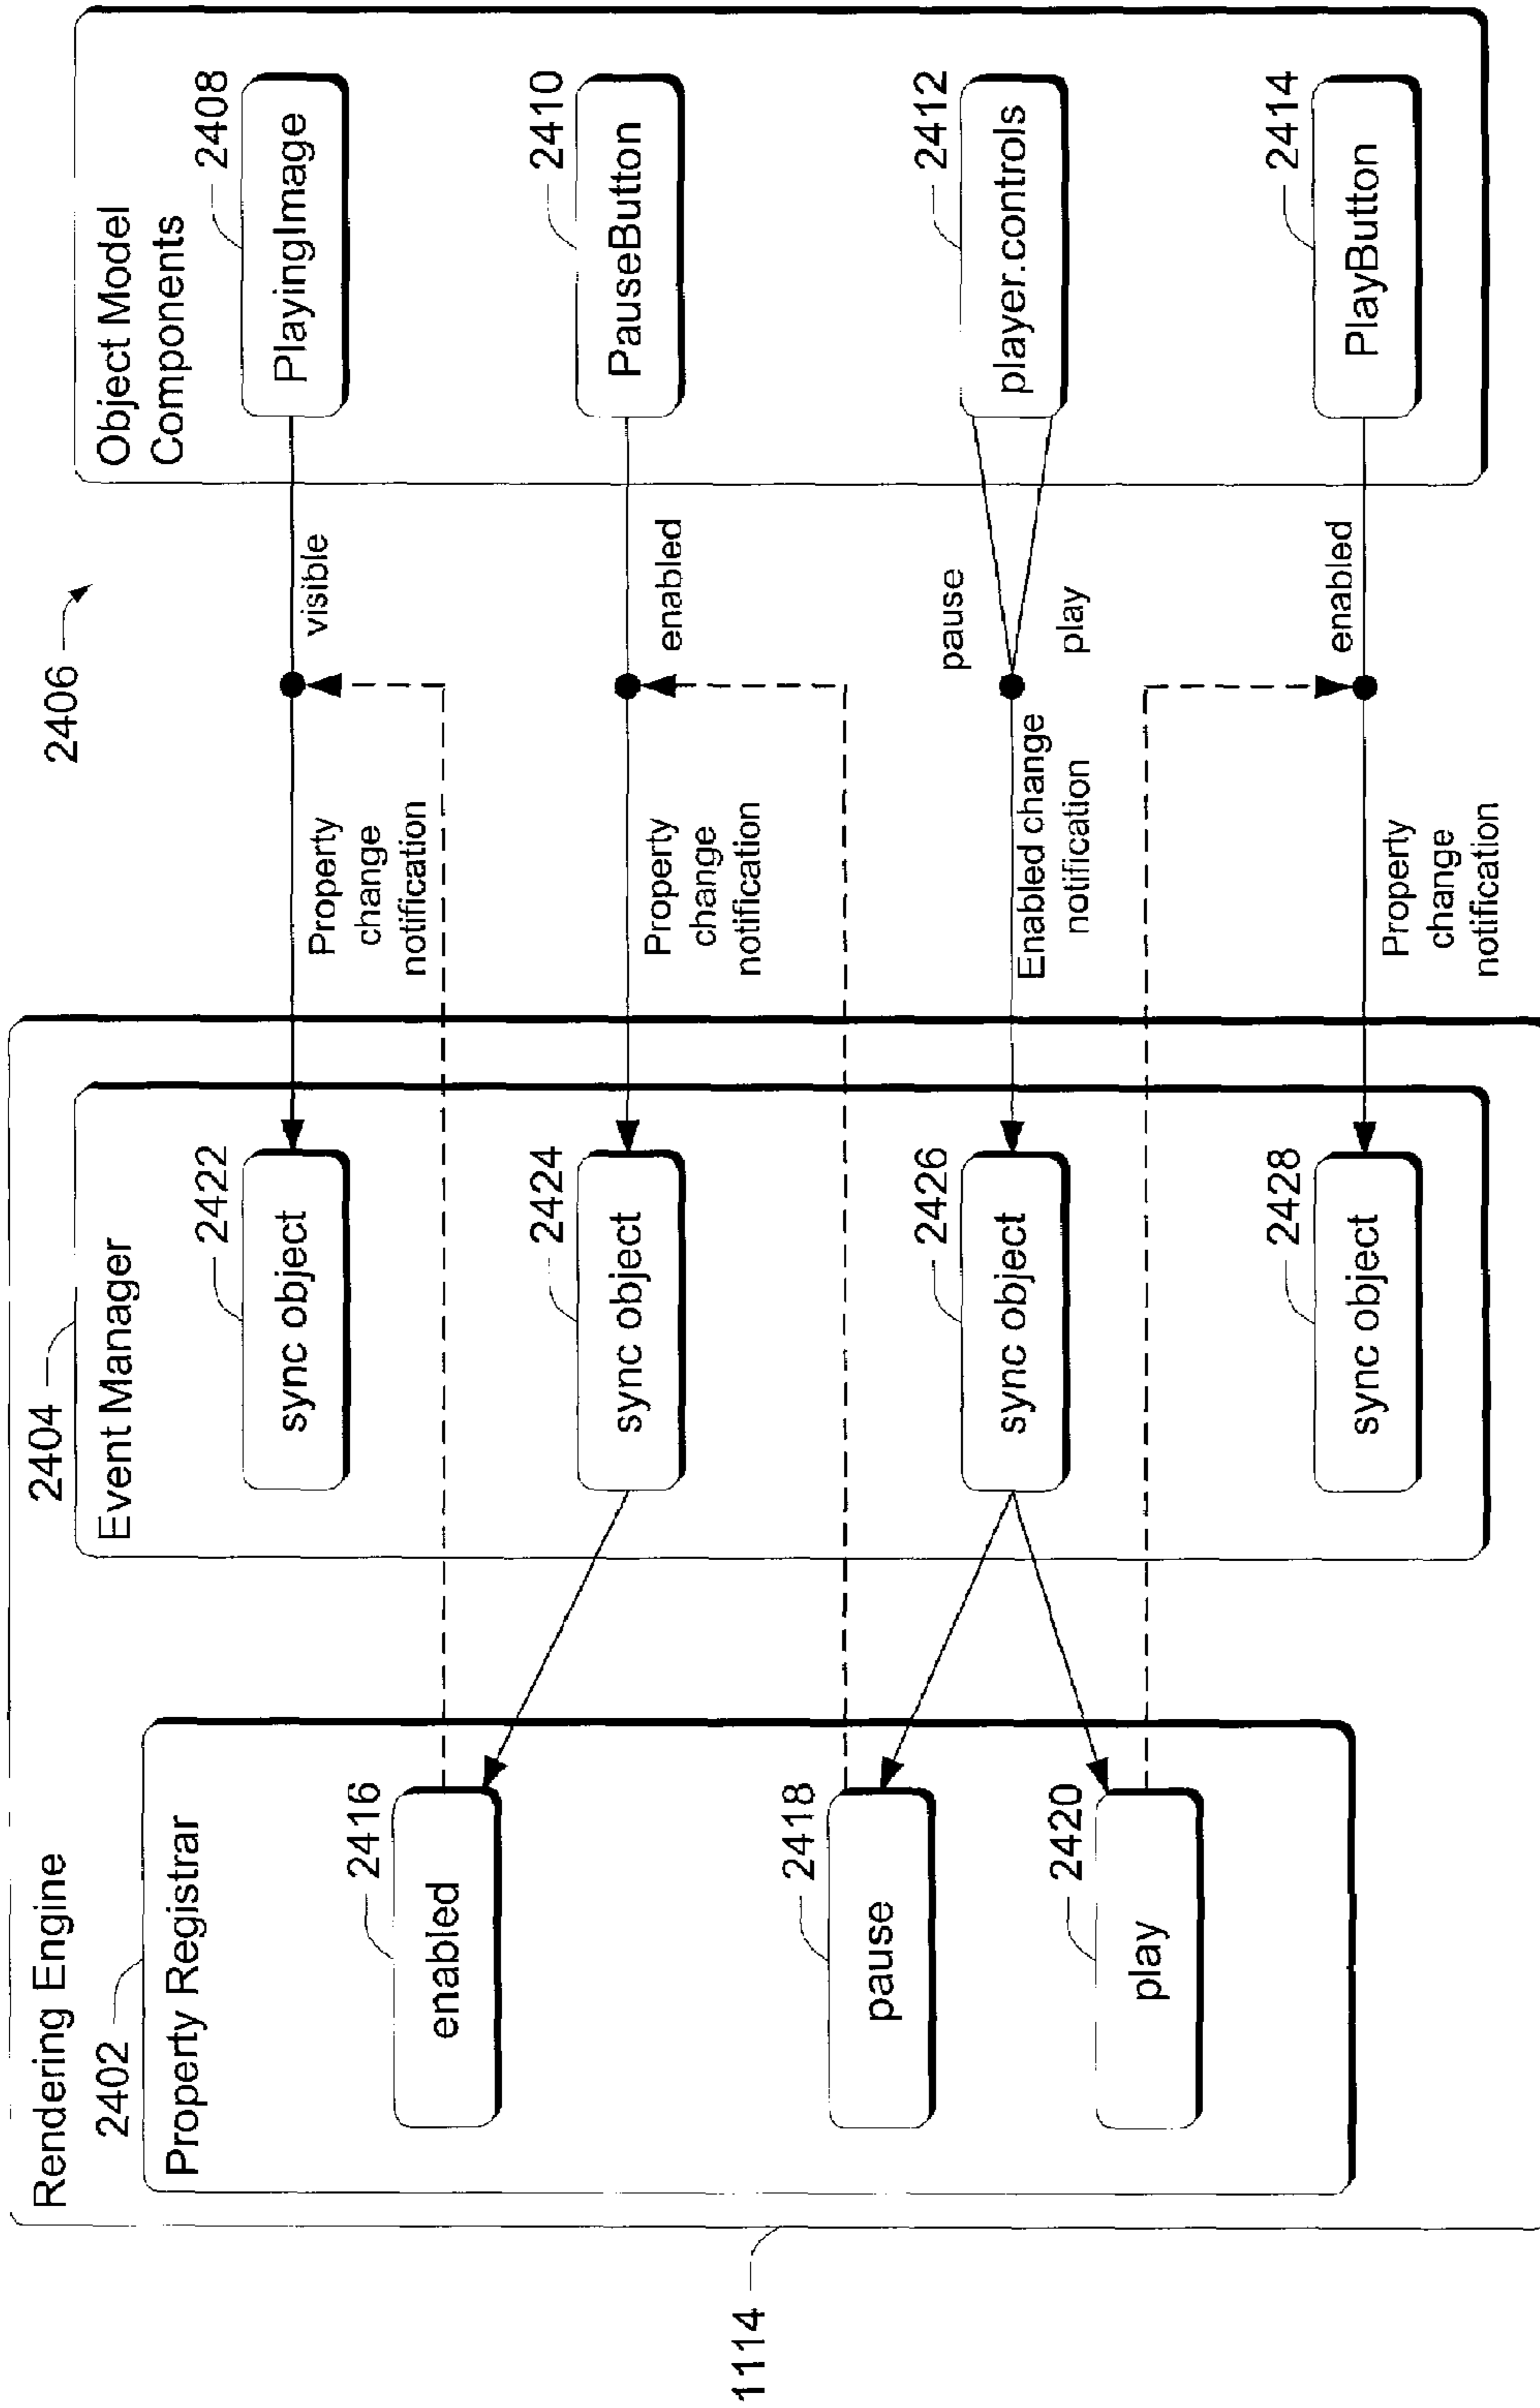 Rendering Engine
1114
2402
Property Registrar
2416
enabled
2418
pause
2420
play
2404
Event Manager
2422
sync object
2424
sync object
2426
sync object
2428
sync object
2406
Property
change
notification
visible
Property
change
notification
enabled
Enabled change
notification
pause
play
Property
change
notification
enabled
Object Model
Components
2408
PlayingImage
2410
PauseButton
2412
player.controls
2414
PlayButton